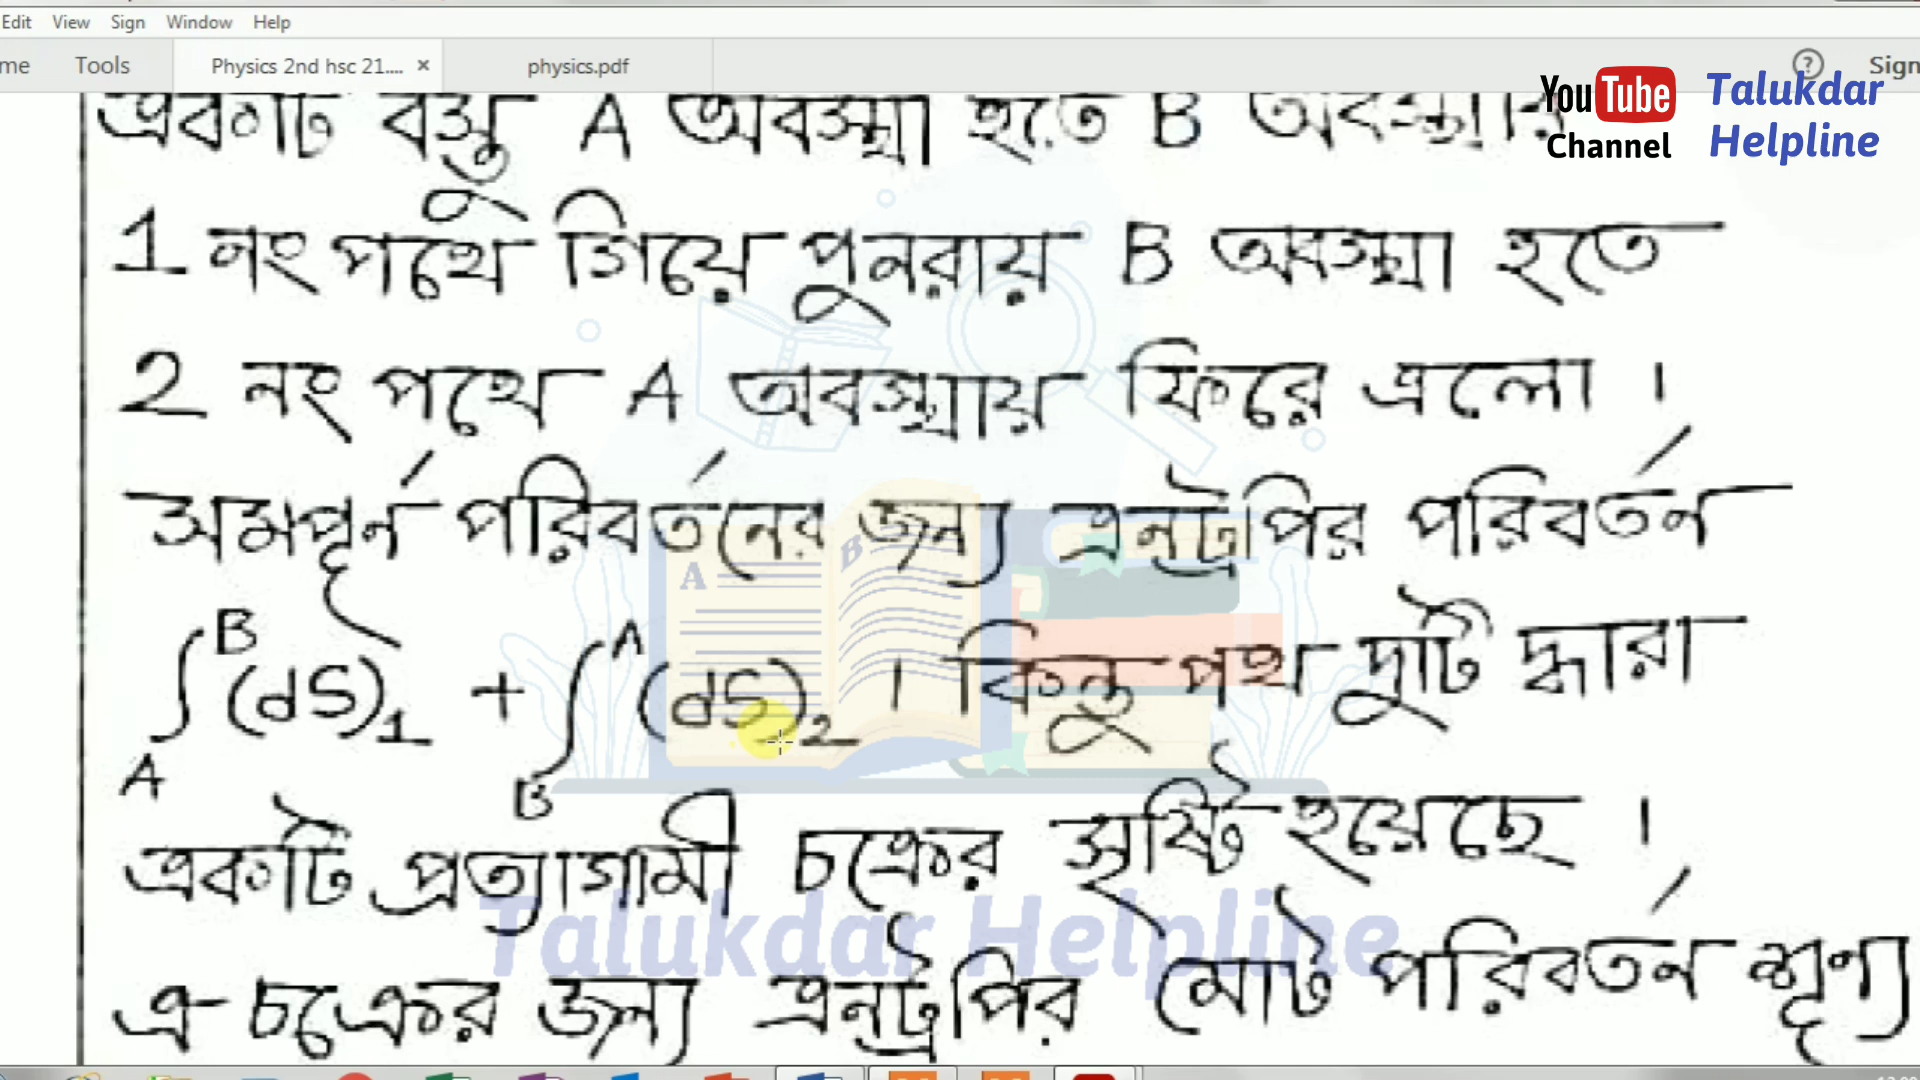 Edit View Sign Window Help
me Tools Physics 2nd hsc 21.... × physics.pdf ? Sign
YouTube Channel Talukdar Helpline
একটি বস্তু A অবস্থা হতে B অবস্থায়
1 নং পথে গিয়ে পুনরায় B অবস্থা হতে
2 নং পথে A অবস্থায় ফিরে এলো ।
সমপূর্ন পরিবর্তনের জন্য এনট্রপির পরিবর্তন
∫_A^B (dS)_1 + ∫_B^A (dS)_2 । কিন্তু পথ দুটি দ্বারা
একটি প্রত্যাগামী চক্রের সৃষ্টি হয়েছে ।
এ চক্রের জন্য এনট্রপির মোট পরিবর্তন শূণ্য
Talukdar Helpline